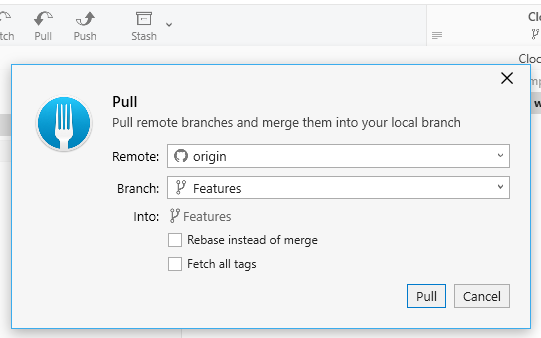 Pull
Push
Stash
Pull
Pull remote branches and merge them into your local branch
Remote:
origin
Branch:
Features
Into:
Features
Rebase instead of merge
Fetch all tags
Pull
Cancel